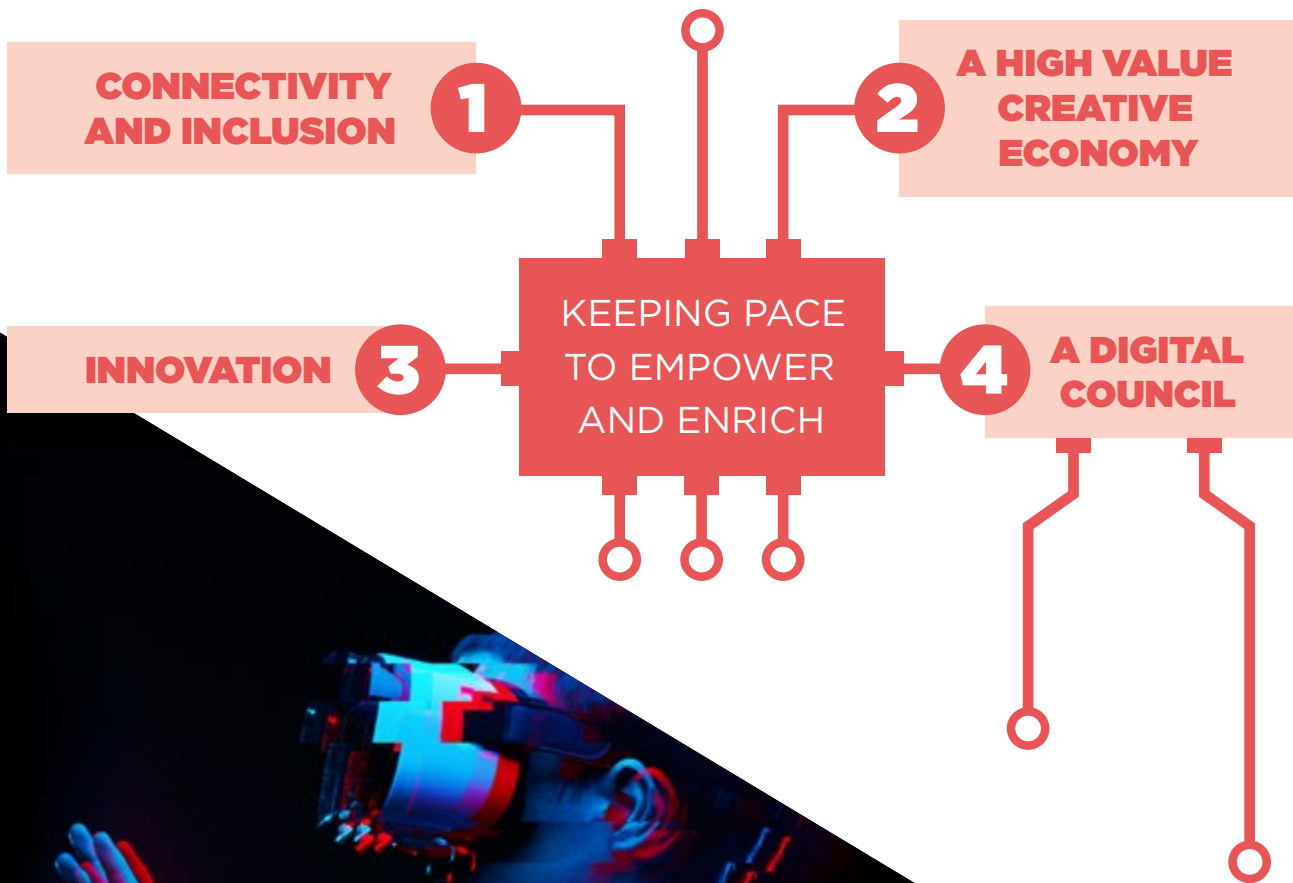 CONNECTIVITY
AND INCLUSION
1
2
A HIGH VALUE
CREATIVE
ECONOMY
KEEPING PACE
TO EMPOWER
AND ENRICH
INNOVATION
3
4
A DIGITAL
COUNCIL